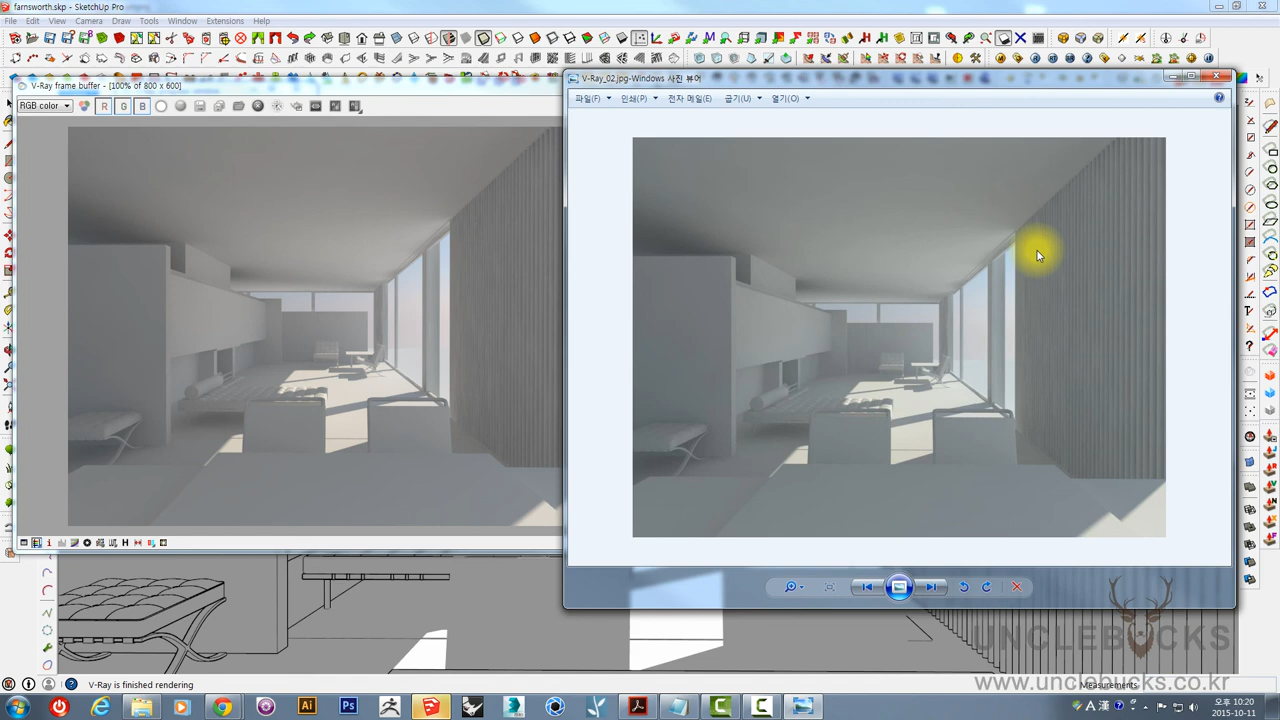 farnsworth.skp - SketchUp Pro
File Edit View Camera Draw Tools Window Extensions Help
V-Ray frame buffer - [100% of 800 x 600]
RGB color
R G B
V-Ray_02.jpg-Windows 사진 뷰어
파일(F) 인쇄(P) 전자 메일(E) 굽기(U) 열기(O)
V-Ray is finished rendering
Measurements
UNCLEBUCKS
www.unclebucks.co.kr
Ai
Ps
A 漢
오후 10:20
2015-10-11